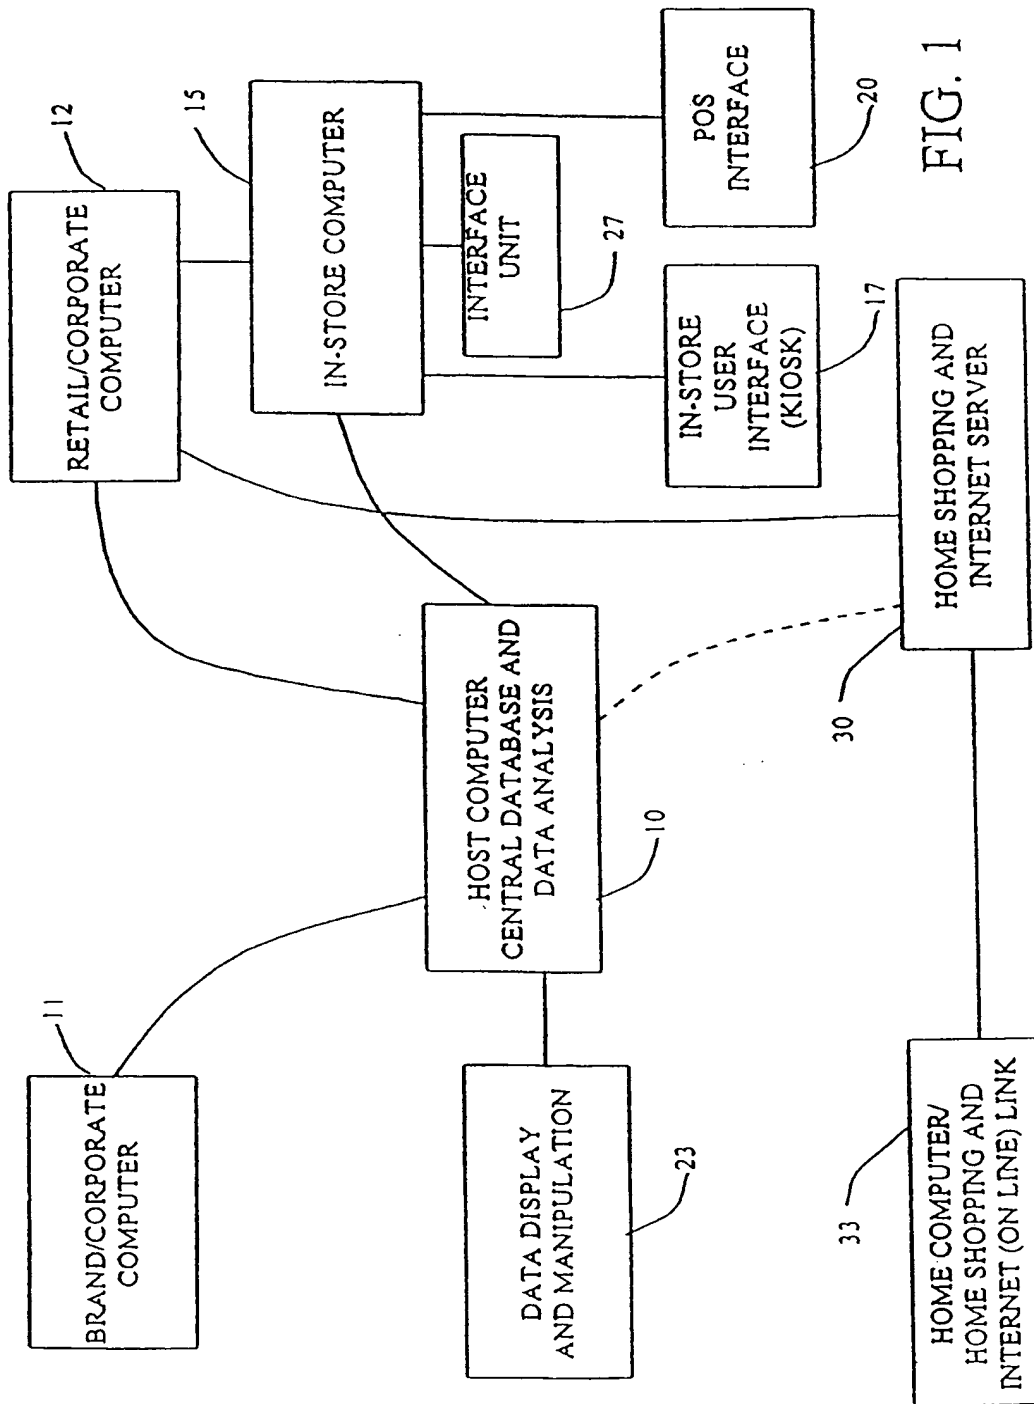 BRAND/CORPORATE
COMPUTER
11
RETAIL/CORPORATE
COMPUTER
12
IN-STORE COMPUTER
15
HOST COMPUTER
CENTRAL DATABASE AND
DATA ANALYSIS
10
INTERFACE
UNIT
27
DATA DISPLAY
AND MANIPULATION
23
IN-STORE
USER
INTERFACE
(KIOSK)
17
POS
INTERFACE
20
HOME COMPUTER/
HOME SHOPPING AND
INTERNET (ON LINE) LINK
33
HOME SHOPPING AND
INTERNET SERVER
30
FIG. 1